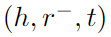 (h, r⁻, t)